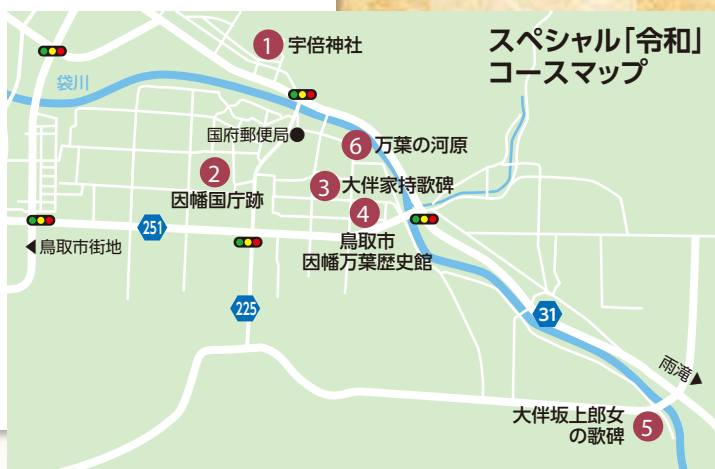 スペシャル「令和」
コースマップ
1 宇倍神社
袋川
国府郵便局
6 万葉の河原
2
因幡国庁跡
3 大伴家持歌碑
4
鳥取市
因幡万葉歴史館
251
鳥取市街地
225
31
雨滝
大伴坂上郎女
の歌碑
5